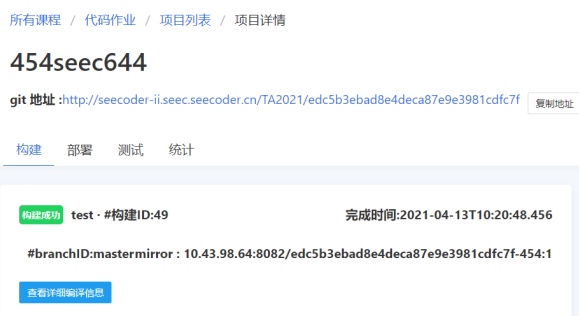 所有课程 / 代码作业 / 项目列表 / 项目详情
454seec644
git 地址 :http://seecoder-ii.seec.seecoder.cn/TA2021/edc5b3ebad8e4deca87e9e3981cdfc7f 复制地址
构建 部署 测试 统计
构建成功 test · #构建ID:49 完成时间:2021-04-13T10:20:48.456
#branchID:mastermirror : 10.43.98.64:8082/edc5b3ebad8e4deca87e9e3981cdfc7f-454:1
查看详细编译信息